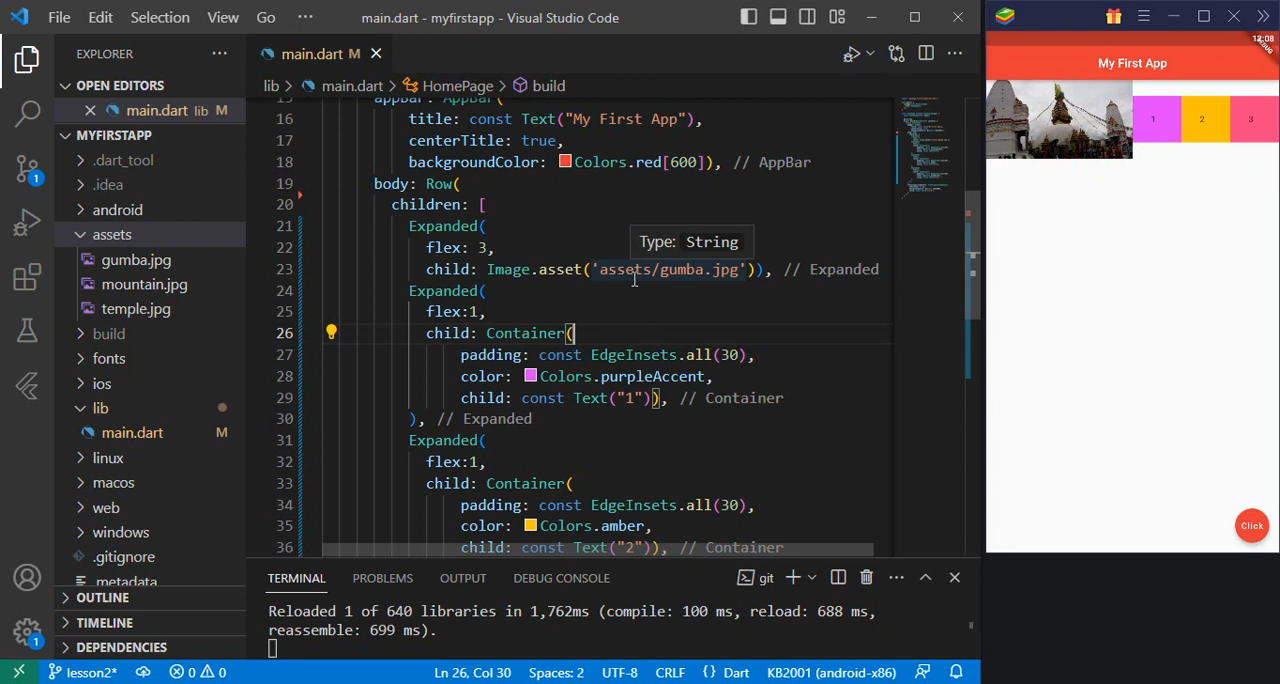 File Edit Selection View Go ··· main.dart - myfirstapp - Visual Studio Code
EXPLORER
OPEN EDITORS
main.dart lib M
MYFIRSTAPP
.dart_tool
.idea
android
assets
gumba.jpg
mountain.jpg
temple.jpg
build
fonts
ios
lib
main.dart M
linux
macos
web
windows
.gitignore
.metadata
OUTLINE
TIMELINE
DEPENDENCIES
main.dart M
lib > main.dart > HomePage > build
15 appBar: AppBar(
16 title: const Text("My First App"),
17 centerTitle: true,
18 backgroundColor: Colors.red[600]), // AppBar
19 body: Row(
20 children: [
21 Expanded(
22 flex: 3,
Type: String
23 child: Image.asset('assets/gumba.jpg')), // Expanded
24 Expanded(
25 flex:1,
26 child: Container(
27 padding: const EdgeInsets.all(30),
28 color: Colors.purpleAccent,
29 child: const Text("1")), // Container
30 ), // Expanded
31 Expanded(
32 flex:1,
33 child: Container(
34 padding: const EdgeInsets.all(30),
35 color: Colors.amber,
36 child: const Text("2")), // Container
TERMINAL PROBLEMS OUTPUT DEBUG CONSOLE git
Reloaded 1 of 640 libraries in 1,762ms (compile: 100 ms, reload: 688 ms,
reassemble: 699 ms).
1
1
lesson2* 0 0 Ln 26, Col 30 Spaces: 2 UTF-8 CRLF {} Dart KB2001 (android-x86)
12:08
DEBUG
My First App
1 2 3
Click